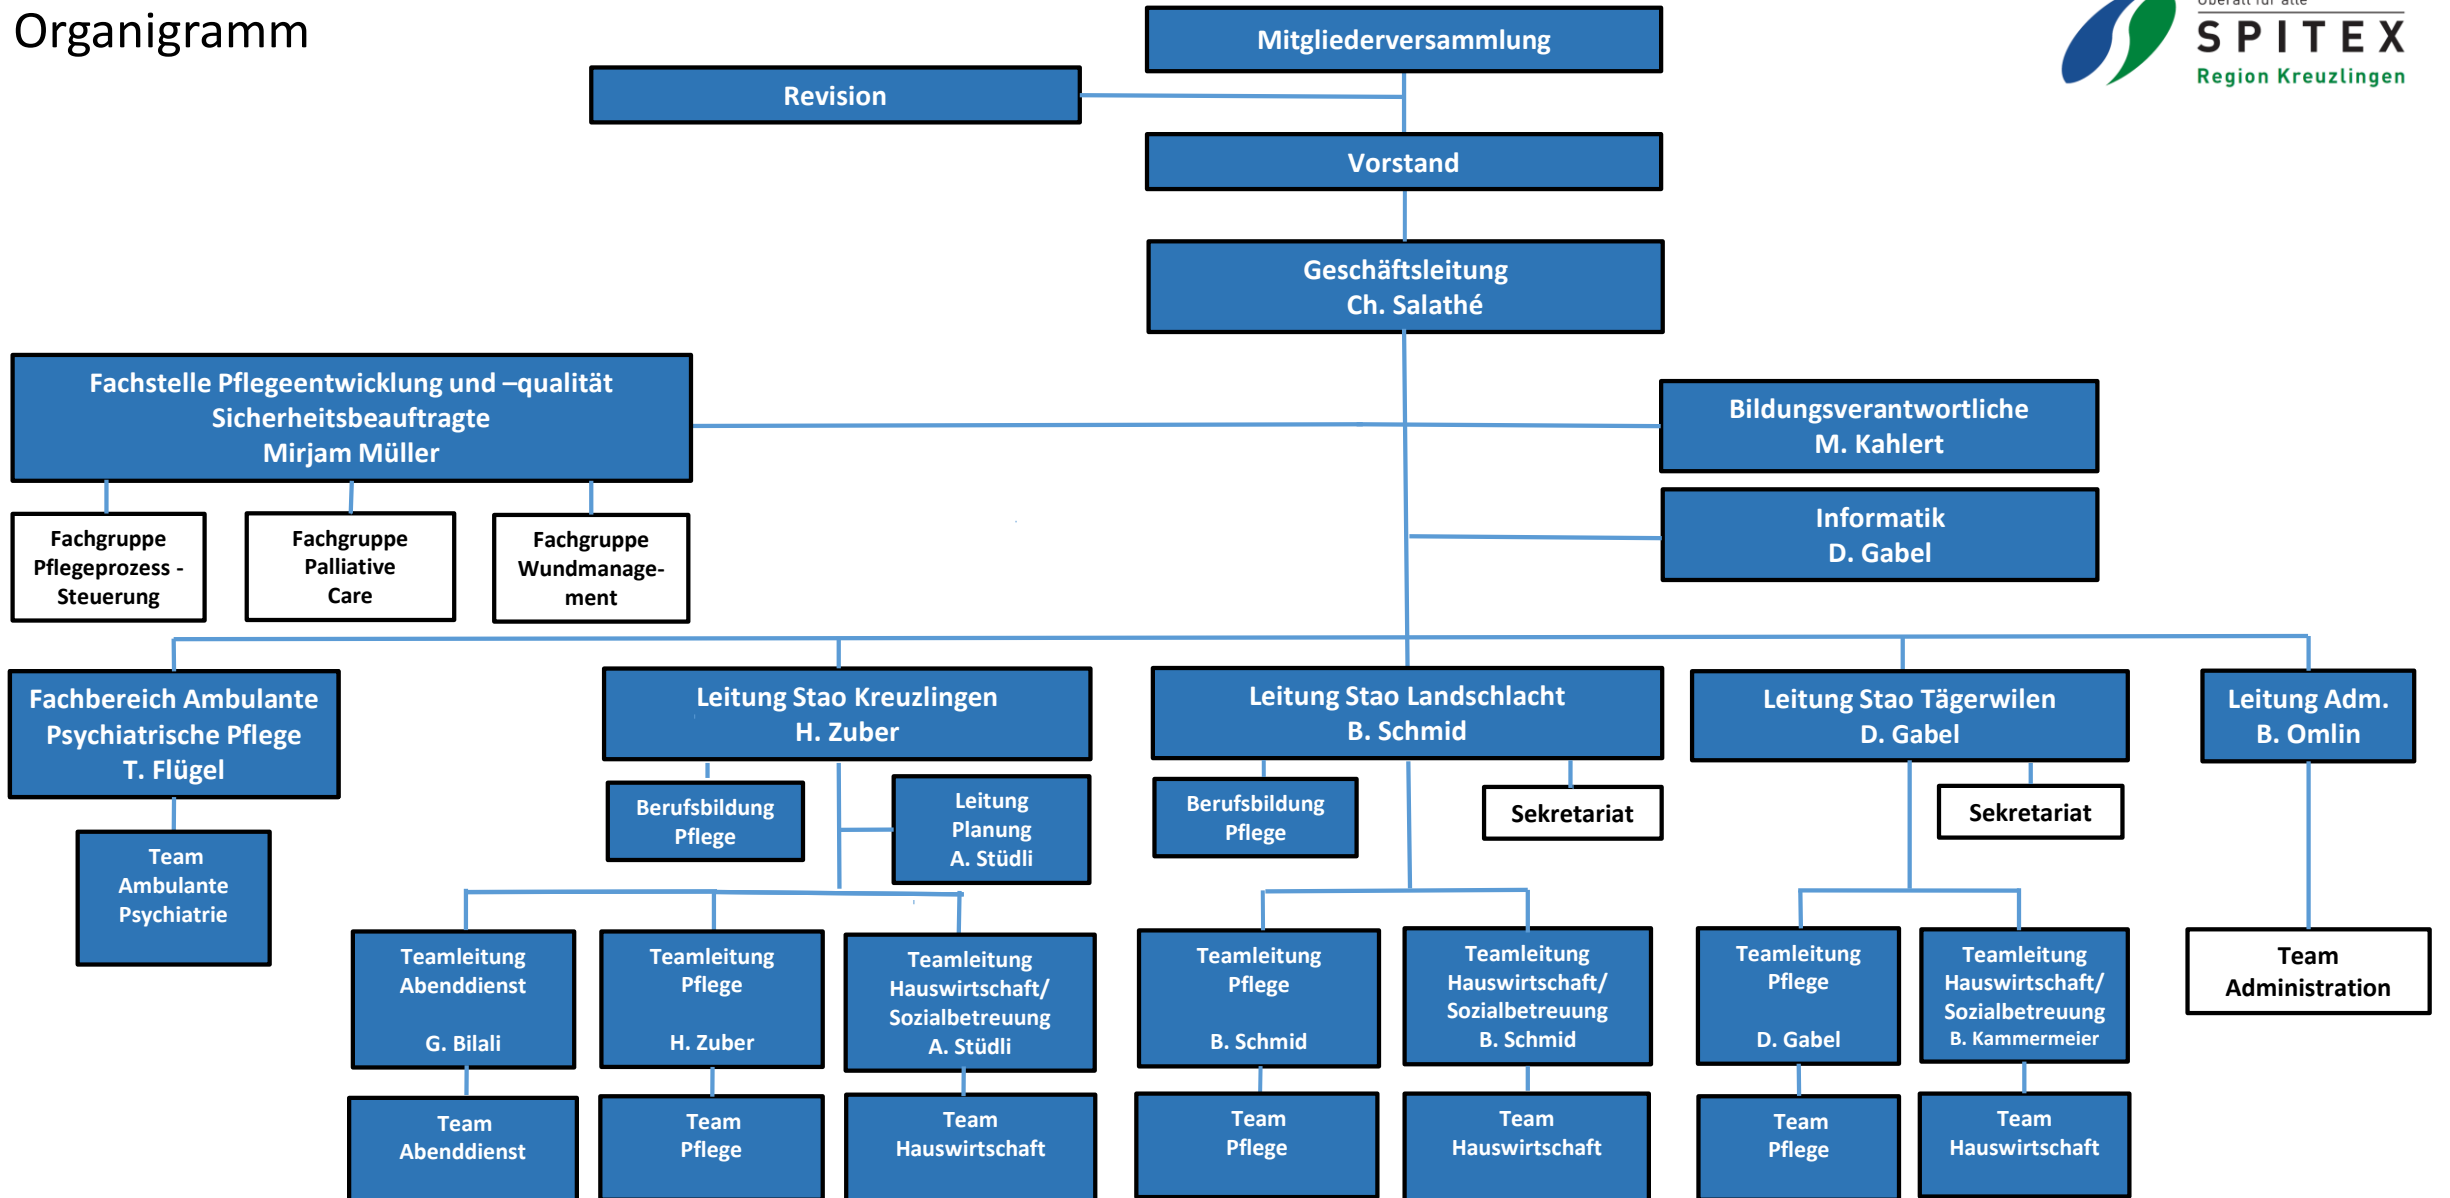 Organigramm
Überall für alle
SPITEX
Region Kreuzlingen
Mitgliederversammlung
Revision
Vorstand
Geschäftsleitung
Ch. Salathé
Fachstelle Pflegeentwicklung und –qualität
Sicherheitsbeauftragte
Mirjam Müller
Bildungsverantwortliche
M. Kahlert
Informatik
D. Gabel
Fachgruppe
Pflegeprozess -
Steuerung
Fachgruppe
Palliative
Care
Fachgruppe
Wundmanage-
ment
Fachbereich Ambulante
Psychiatrische Pflege
T. Flügel
Leitung Stao Kreuzlingen
H. Zuber
Leitung Stao Landschlacht
B. Schmid
Leitung Stao Tägerwilen
D. Gabel
Leitung Adm.
B. Omlin
Team
Ambulante
Psychiatrie
Berufsbildung
Pflege
Leitung
Planung
A. Stüdli
Berufsbildung
Pflege
Sekretariat
Sekretariat
Teamleitung
Abenddienst
G. Bilali
Teamleitung
Pflege
H. Zuber
Teamleitung
Hauswirtschaft/
Sozialbetreuung
A. Stüdli
Teamleitung
Pflege
B. Schmid
Teamleitung
Hauswirtschaft/
Sozialbetreuung
B. Schmid
Teamleitung
Pflege
D. Gabel
Teamleitung
Hauswirtschaft/
Sozialbetreuung
B. Kammermeier
Team
Administration
Team
Abenddienst
Team
Pflege
Team
Hauswirtschaft
Team
Pflege
Team
Hauswirtschaft
Team
Pflege
Team
Hauswirtschaft